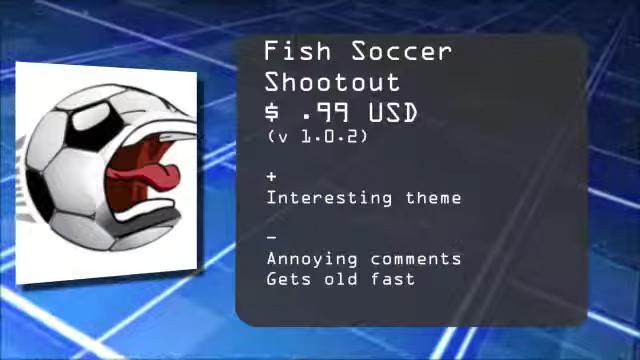 Fish Soccer
Shootout
$ .99 USD
(v 1.0.2)
+
Interesting theme
-
Annoying comments
Gets old fast